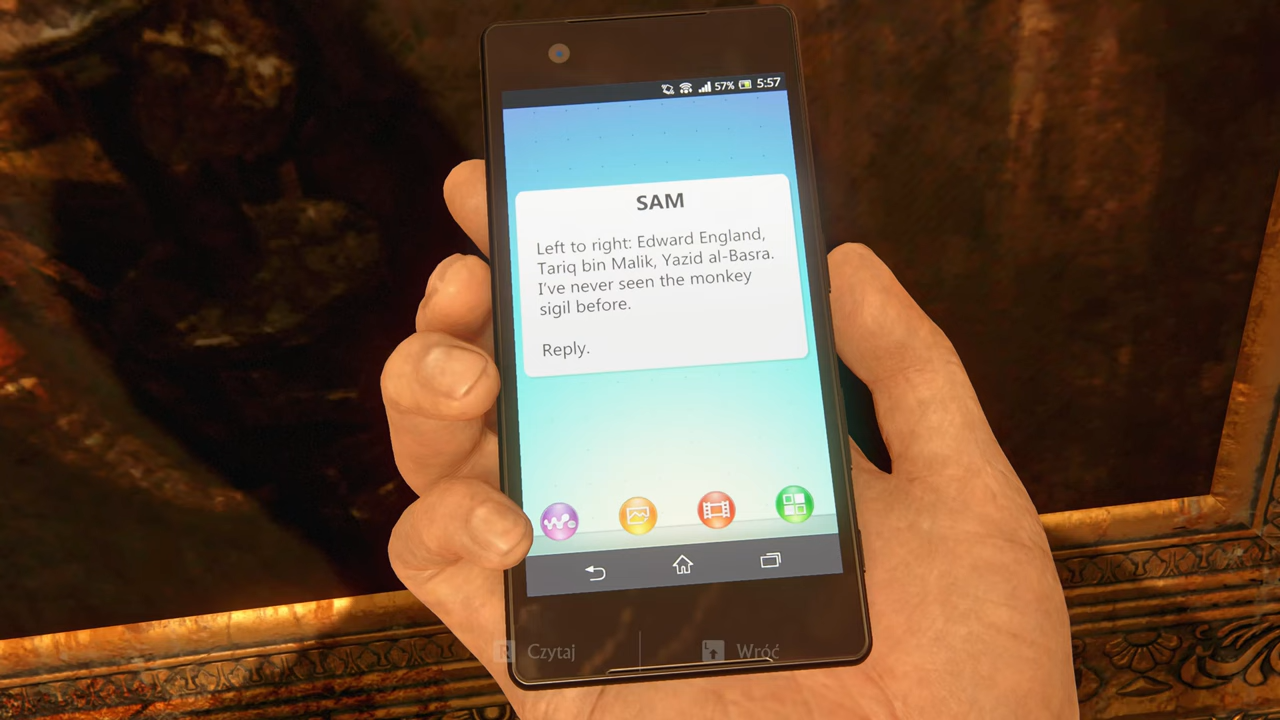 57% 5:57
SAM
Left to right: Edward England,
Tariq bin Malik, Yazid al-Basra.
I've never seen the monkey
sigil before.
Reply.
R Czytaj
Wróć